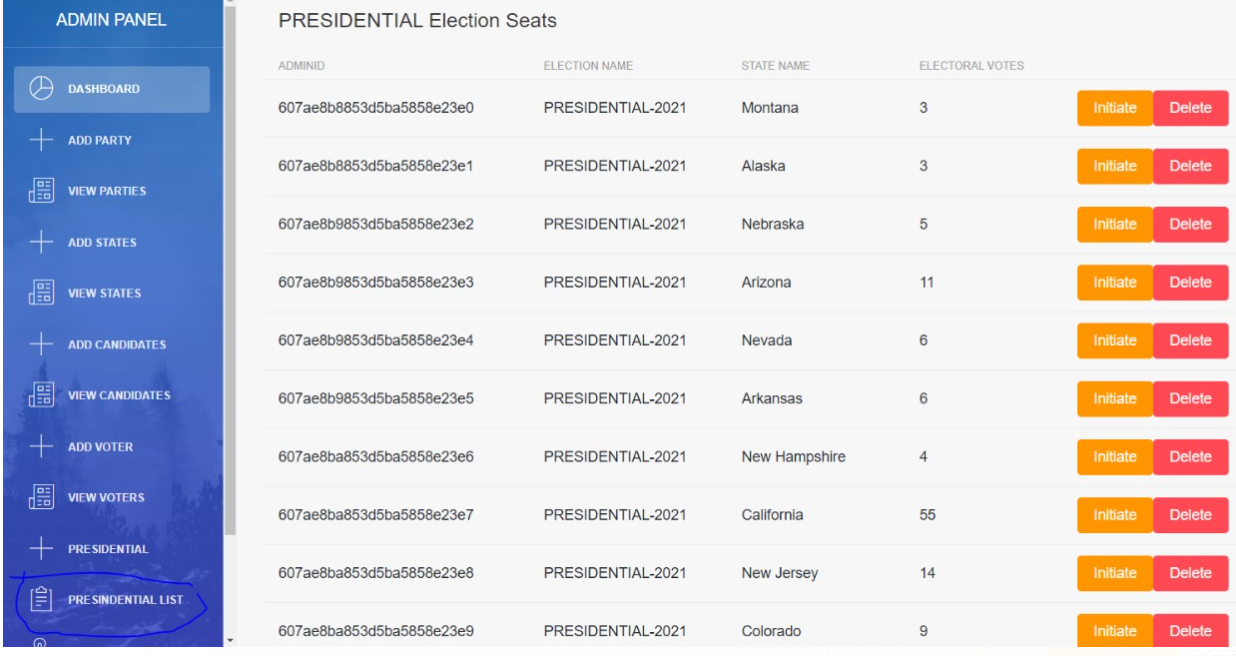 ADMIN PANEL
DASHBOARD
ADD PARTY
VIEW PARTIES
ADD STATES
VIEW STATES
ADD CANDIDATES
VIEW CANDIDATES
ADD VOTER
VIEW VOTERS
PRESIDENTIAL
PRESINDENTIAL LIST
PRESIDENTIAL Election Seats
ADMINID ELECTION NAME STATE NAME ELECTORAL VOTES
607ae8b8853d5ba5858e23e0 PRESIDENTIAL-2021 Montana 3 Initiate Delete
607ae8b8853d5ba5858e23e1 PRESIDENTIAL-2021 Alaska 3 Initiate Delete
607ae8b9853d5ba5858e23e2 PRESIDENTIAL-2021 Nebraska 5 Initiate Delete
607ae8b9853d5ba5858e23e3 PRESIDENTIAL-2021 Arizona 11 Initiate Delete
607ae8b9853d5ba5858e23e4 PRESIDENTIAL-2021 Nevada 6 Initiate Delete
607ae8b9853d5ba5858e23e5 PRESIDENTIAL-2021 Arkansas 6 Initiate Delete
607ae8ba853d5ba5858e23e6 PRESIDENTIAL-2021 New Hampshire 4 Initiate Delete
607ae8ba853d5ba5858e23e7 PRESIDENTIAL-2021 California 55 Initiate Delete
607ae8ba853d5ba5858e23e8 PRESIDENTIAL-2021 New Jersey 14 Initiate Delete
607ae8ba853d5ba5858e23e9 PRESIDENTIAL-2021 Colorado 9 Initiate Delete